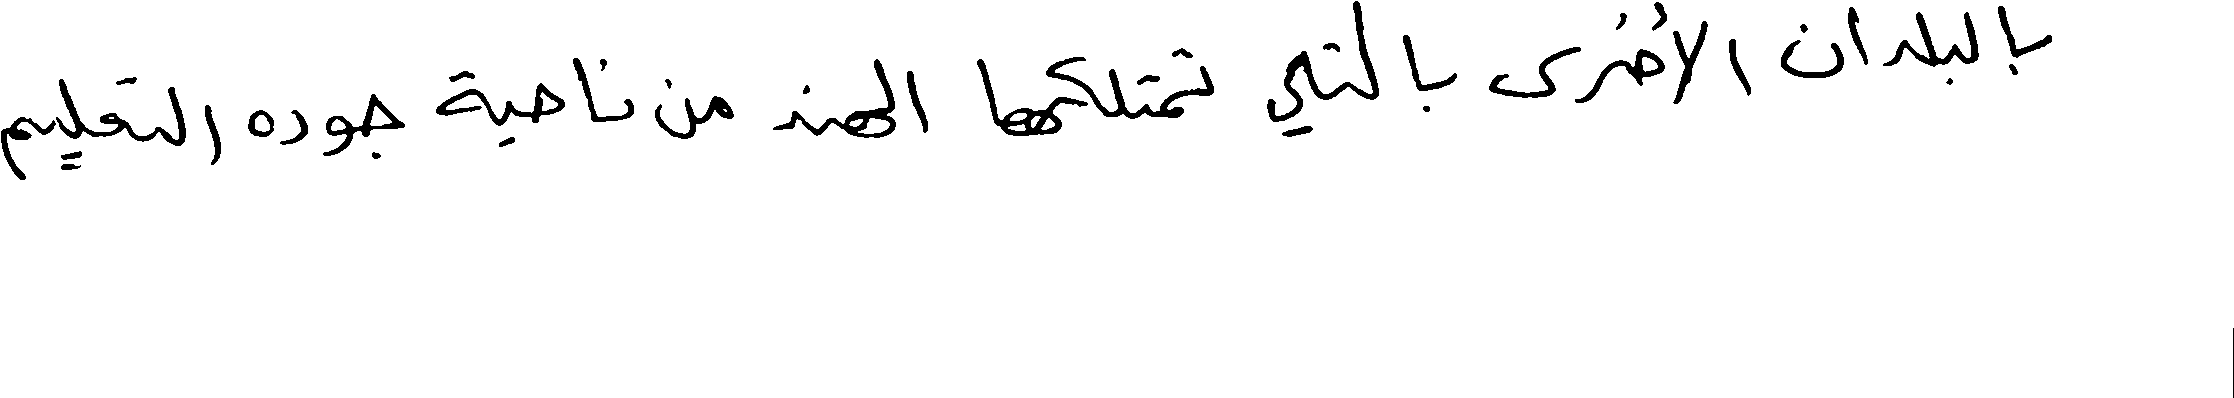 بالبلدان الأخرى بالتي تمتلكها الهند من ناحية جوده التعليم